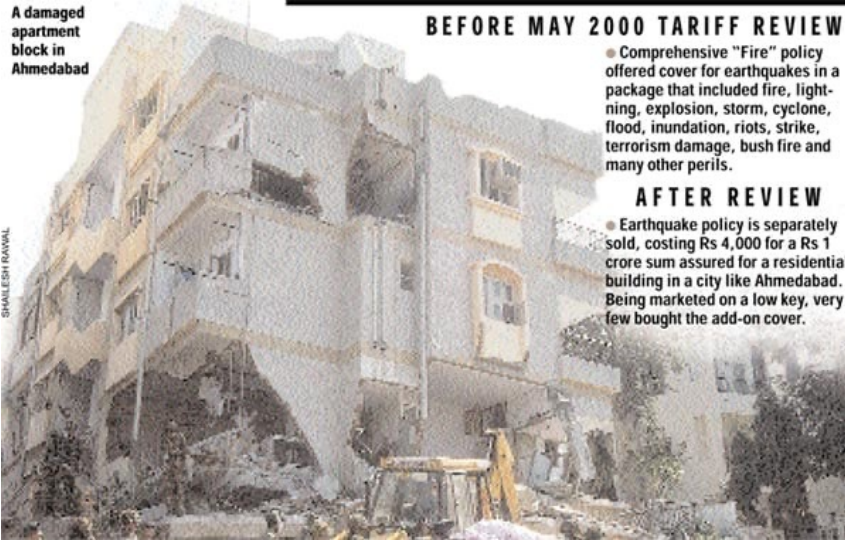 A damaged
apartment
block in
Ahmedabad
BEFORE MAY 2000 TARIFF REVIEW
● Comprehensive “Fire” policy
offered cover for earthquakes in a
package that included fire, light-
ning, explosion, storm, cyclone,
flood, inundation, riots, strike,
terrorism damage, bush fire and
many other perils.
AFTER REVIEW
● Earthquake policy is separately
sold, costing Rs 4,000 for a Rs 1
crore sum assured for a residential
building in a city like Ahmedabad.
Being marketed on a low key, very
few bought the add-on cover.
SHAILESH RAWAL